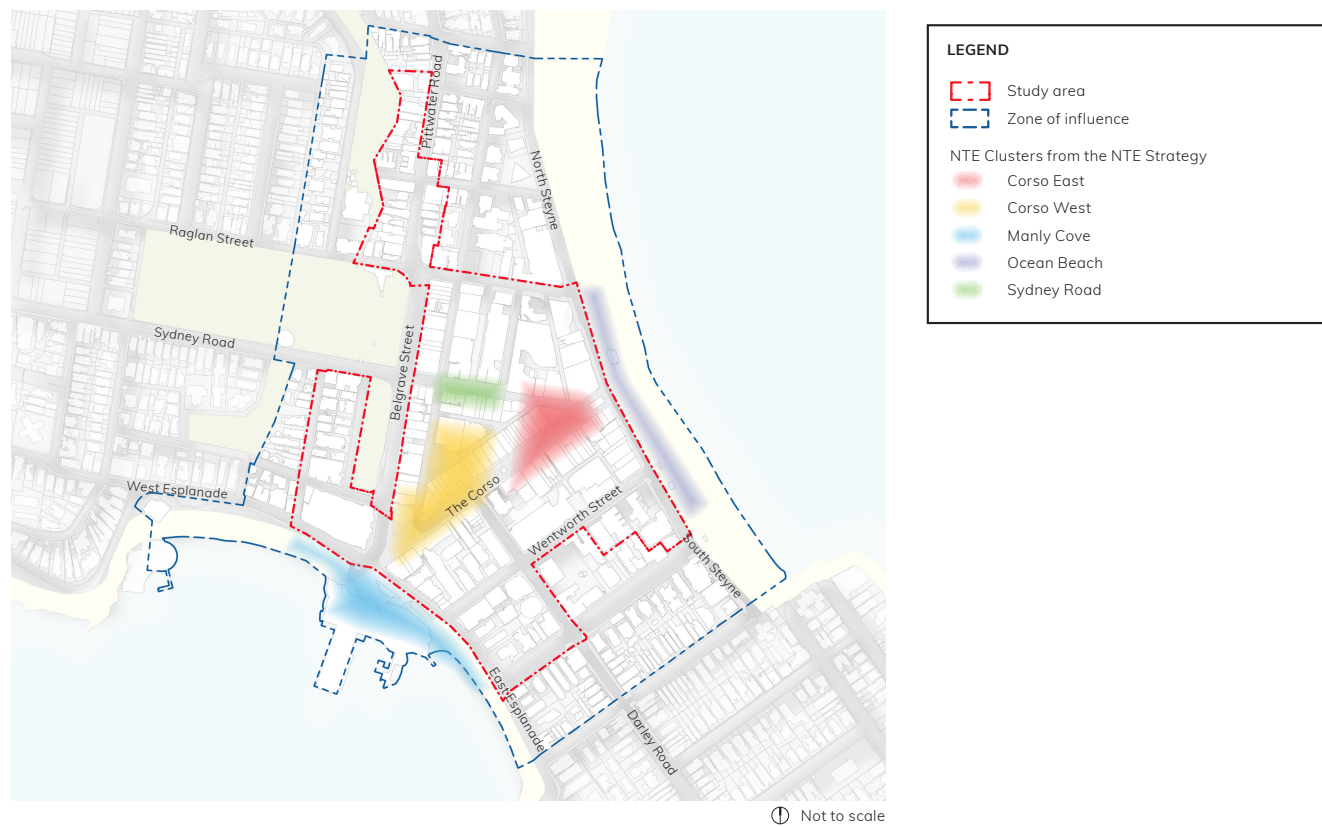 Pittwater Road
North Steyne
Raglan Street
Sydney Road
Belgrave Street
West Esplanade
The Corso
Wentworth Street
South Steyne
East Esplanade
Darley Road
Not to scale
LEGEND
Study area
Zone of influence
NTE Clusters from the NTE Strategy
Corso East
Corso West
Manly Cove
Ocean Beach
Sydney Road